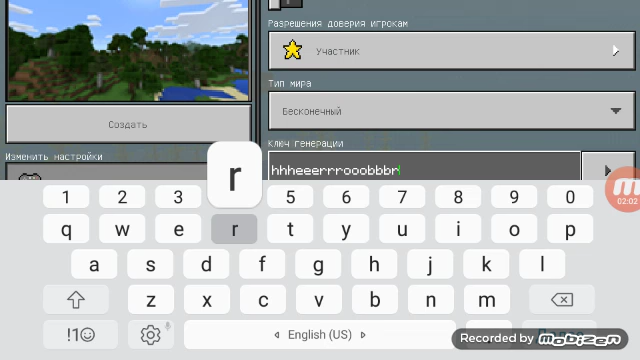 Разрешения доверия игрокам
Участник
Тип мира
Бесконечный
Создать
Ключ генерации
Изменить настройки
hhheeerrrooobbbr
r
1 2 3 5 6 7 8 9 0
q w e r t y u i o p
a s d f g h j k l
z x c v b n m
!1☺ English (US)
02:02
Recorded by MOBIZEN